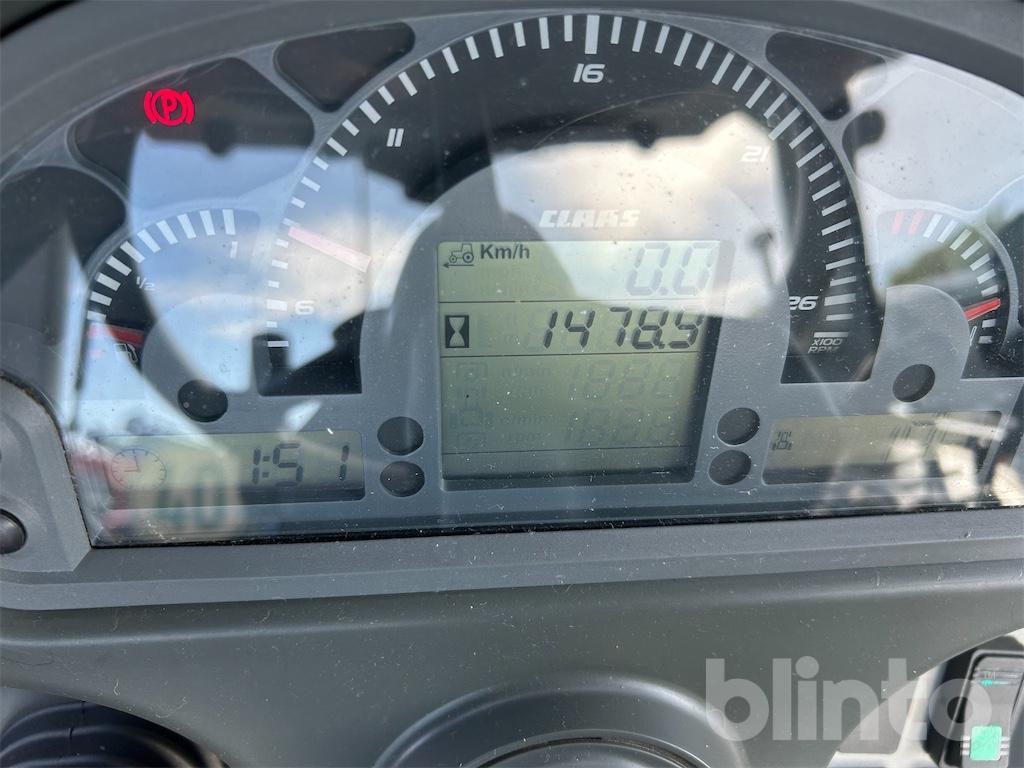 (P)
11
16
21
1/2
1
CLAAS
Km/h
0.0
6
26
1478.5
x100
RPM
1:51
blinto